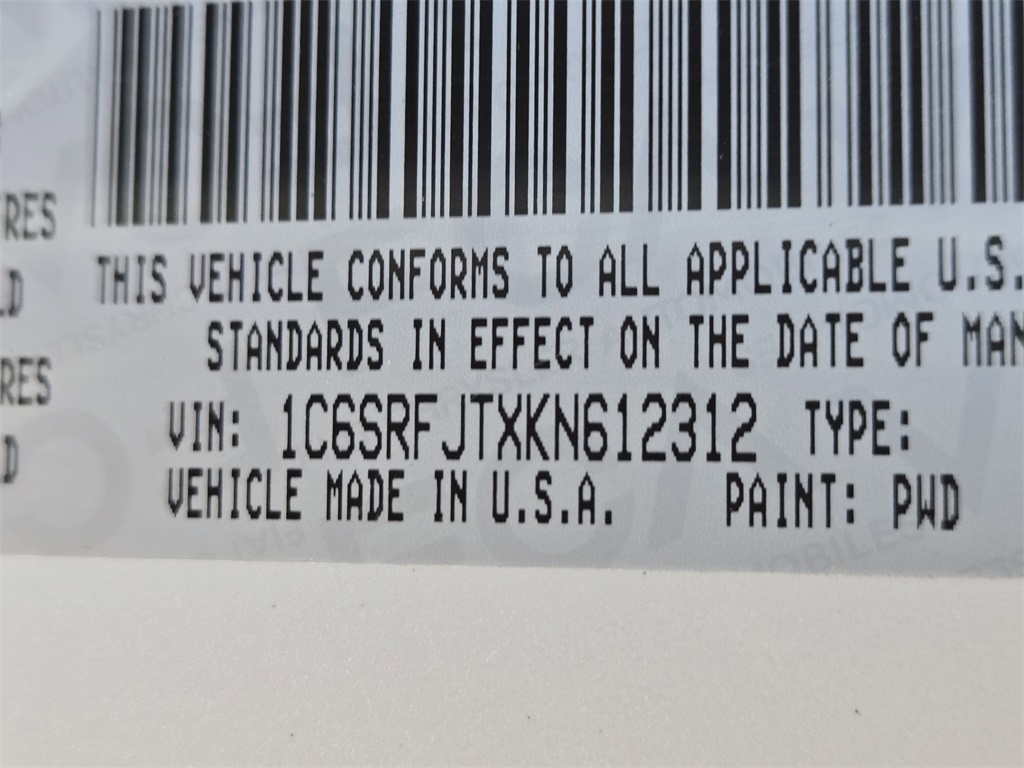 RES
D
RES
D
THIS VEHICLE CONFORMS TO ALL APPLICABLE U.S.
STANDARDS IN EFFECT ON THE DATE OF MAN
VIN: 1C6SRFJTXKN612312 TYPE:
VEHICLE MADE IN U.S.A. PAINT: PWD